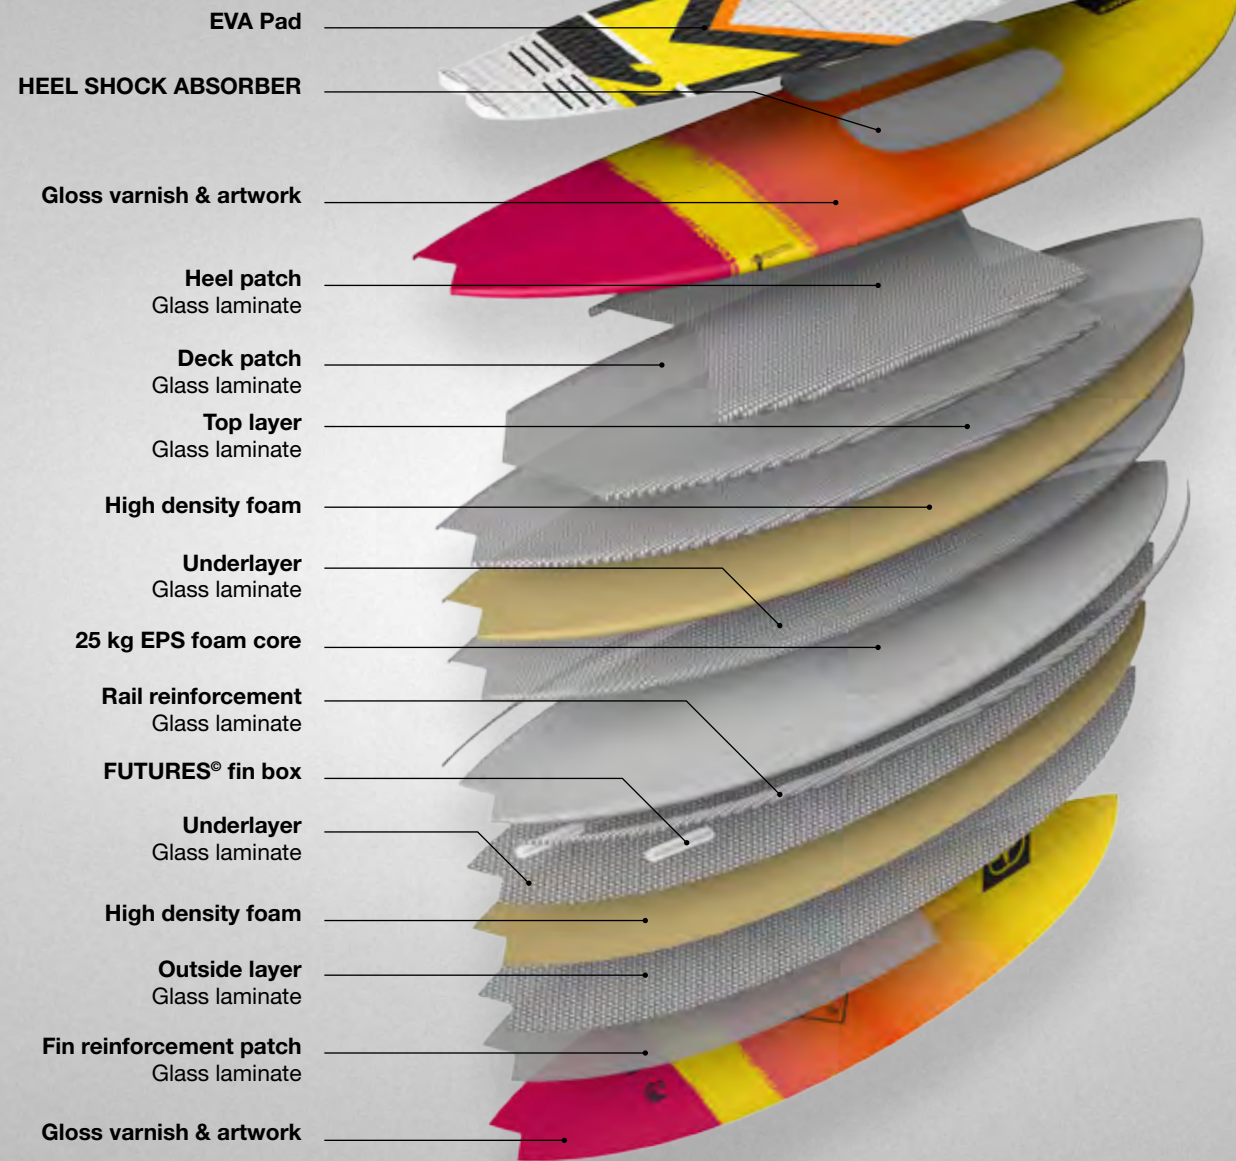 EVA Pad
HEEL SHOCK ABSORBER
Gloss varnish & artwork
Heel patch
Glass laminate
Deck patch
Glass laminate
Top layer
Glass laminate
High density foam
Underlayer
Glass laminate
25 kg EPS foam core
Rail reinforcement
Glass laminate
FUTURES© fin box
Underlayer
Glass laminate
High density foam
Outside layer
Glass laminate
Fin reinforcement patch
Glass laminate
Gloss varnish & artwork